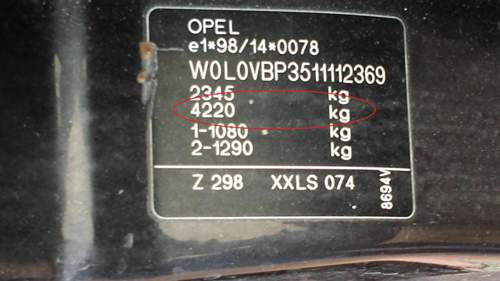 OPEL
e1*98/14*0078
W0L0VBP3511112369
2345 kg
4220 kg
1-1080 kg
2-1290 kg
Z 298 XXLS 074
8694V